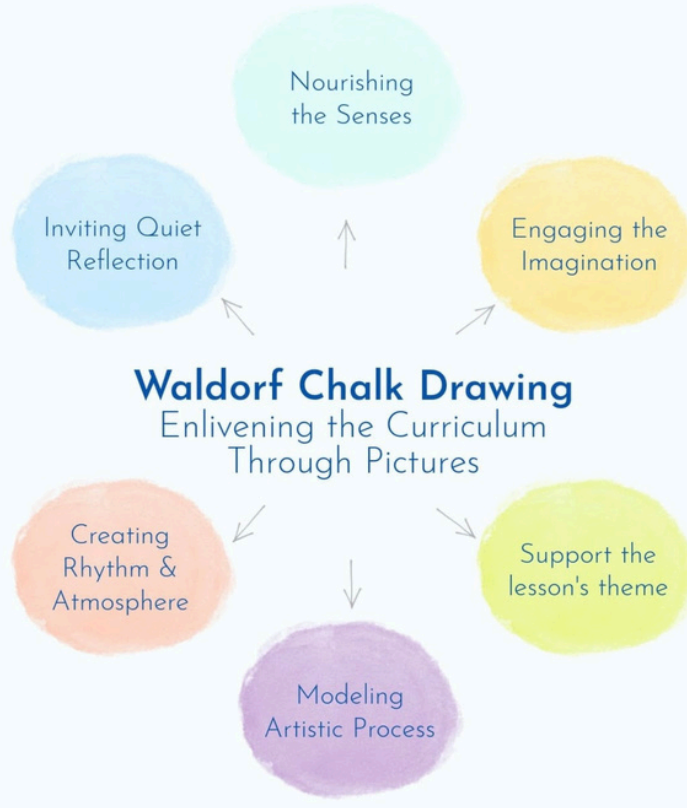 Nourishing
the Senses
Inviting Quiet
Reflection
Engaging the
Imagination
Waldorf Chalk Drawing
Enlivening the Curriculum
Through Pictures
Creating
Rhythm &
Atmosphere
Support the
lesson's theme
Modeling
Artistic Process